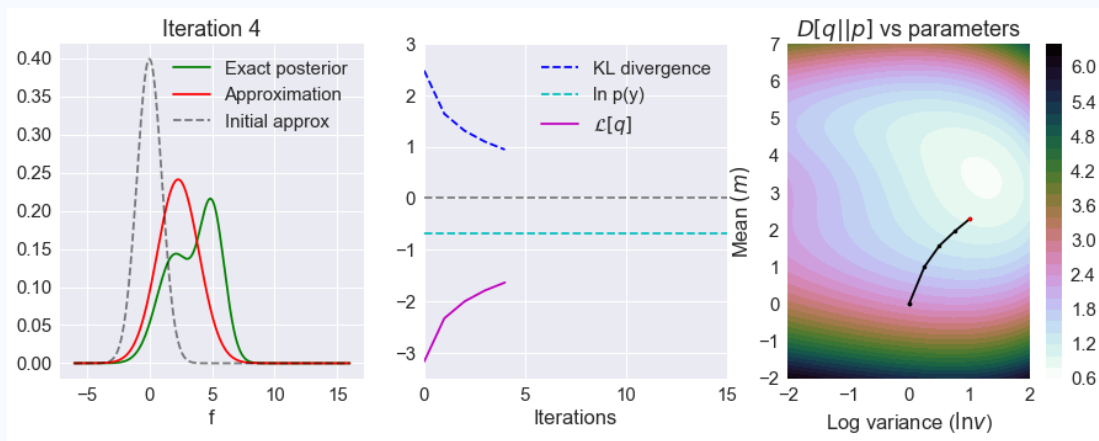 Iteration 4
0.40
0.35
0.30
0.25
0.20
0.15
0.10
0.05
0.00
Exact posterior
Approximation
Initial approx
−5 0 5 10 15
f
3
2
1
0
−1
−2
−3
KL divergence
ln p(y)
ℒ[q]
0 5 10 15
Iterations
D[q||p] vs parameters
Mean (m)
7
6
5
4
3
2
1
0
−1
−2
−2 −1 0 1 2
Log variance (lnv)
6.0
5.4
4.8
4.2
3.6
3.0
2.4
1.8
1.2
0.6